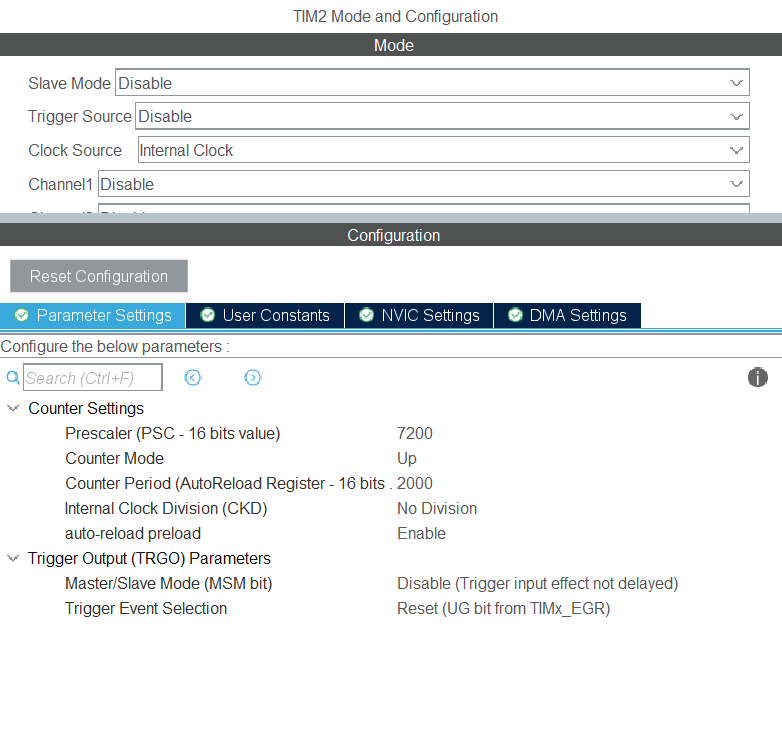 TIM2 Mode and Configuration
Mode
Slave Mode Disable
Trigger Source Disable
Clock Source Internal Clock
Channel1 Disable
Configuration
Reset Configuration
Parameter Settings User Constants NVIC Settings DMA Settings
Configure the below parameters :
Search (Ctrl+F)
Counter Settings
Prescaler (PSC - 16 bits value) 7200
Counter Mode Up
Counter Period (AutoReload Register - 16 bits . 2000
Internal Clock Division (CKD) No Division
auto-reload preload Enable
Trigger Output (TRGO) Parameters
Master/Slave Mode (MSM bit) Disable (Trigger input effect not delayed)
Trigger Event Selection Reset (UG bit from TIMx_EGR)